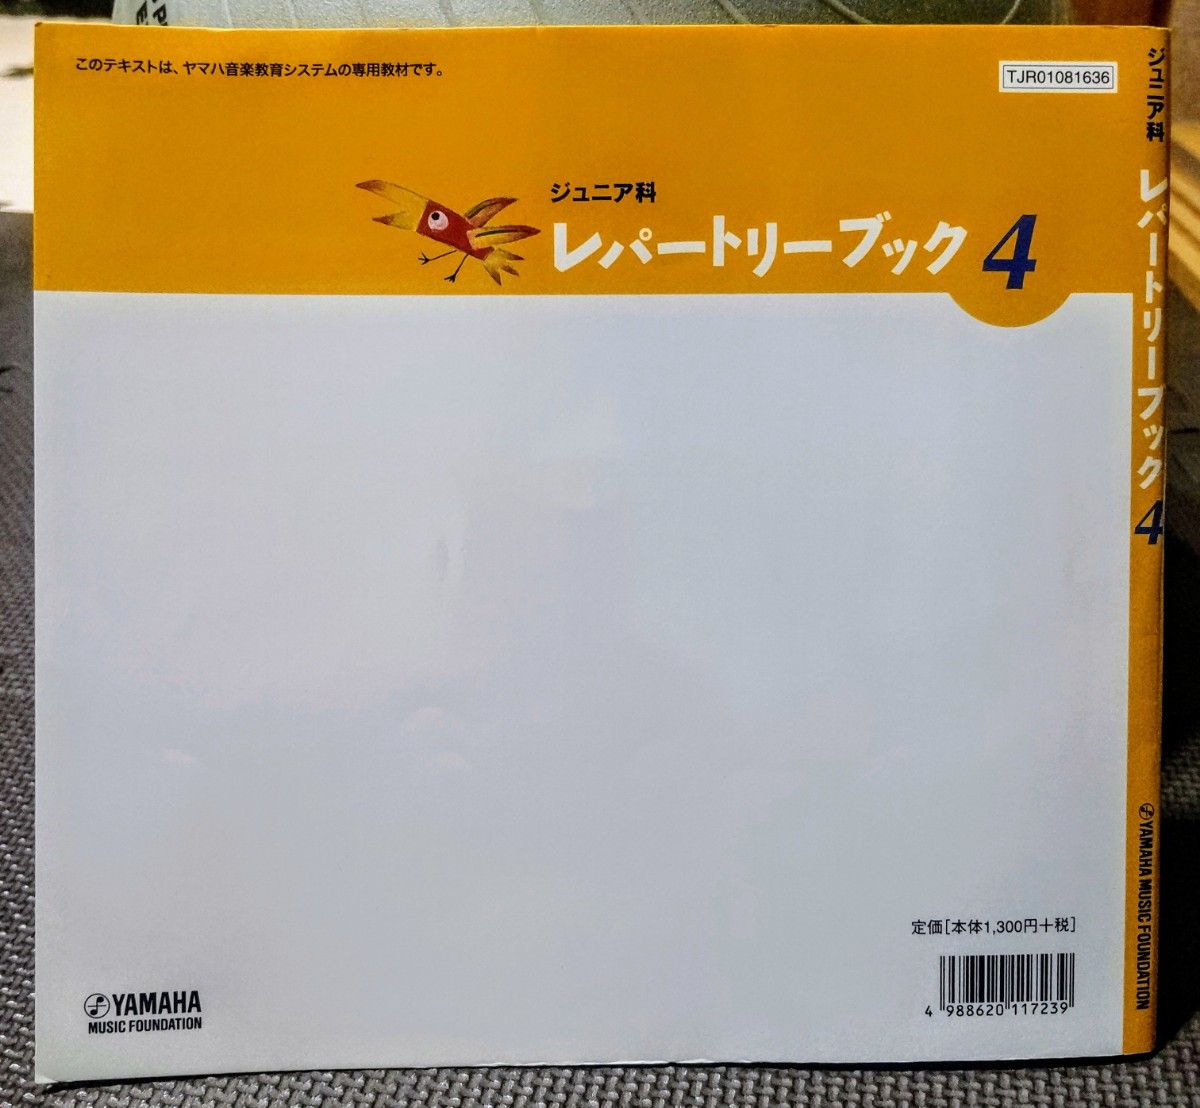 このテキストは、ヤマハ音楽教育システムの専用教材です。
TJR01081636
ジュニア科
レパートリーブック 4
定価[本体1,300円+税]
4 988620 117239
YAMAHA
MUSIC FOUNDATION
ジュニア科 レパートリーブック 4
YAMAHA MUSIC FOUNDATION